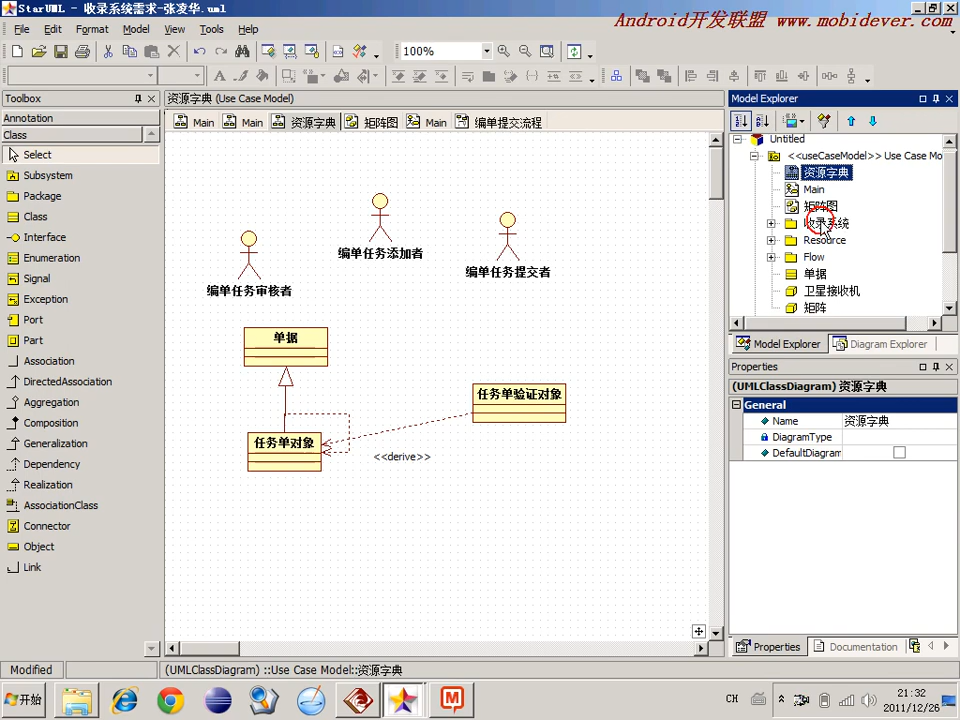 StarUML - 收录系统需求-张凌华.uml
Android开发联盟 www.mobidever.com
File Edit Format Model View Tools Help
100%
Toolbox
资源字典 (Use Case Model)
Model Explorer
Annotation
Class
Main
Main
资源字典
矩阵图
Main
编单提交流程
Select
Subsystem
Package
Class
Interface
Enumeration
Signal
Exception
Port
Part
Association
DirectedAssociation
Aggregation
Composition
Generalization
Dependency
Realization
AssociationClass
Connector
Object
Link
编单任务添加者
编单任务提交者
编单任务审核者
单据
任务单验证对象
任务单对象
<<derive>>
Untitled
<<useCaseModel>> Use Case Mo
资源字典
Main
矩阵图
收录系统
Resource
Flow
单据
卫星接收机
矩阵
Model Explorer
Diagram Explorer
Properties
(UMLClassDiagram) 资源字典
General
Name 资源字典
DiagramType
DefaultDiagram
Properties
Documentation
Modified
(UMLClassDiagram) ::Use Case Model::资源字典
开始
CH
21:32
2011/12/26